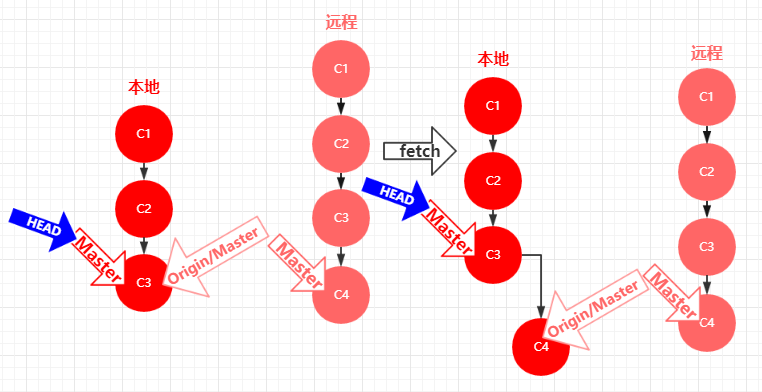 本地
C1
C2
C3
HEAD
Master
Origin/Master
远程
C1
C2
C3
C4
Master
fetch
本地
C1
C2
C3
C4
HEAD
Master
Origin/Master
远程
C1
C2
C3
C4
Master